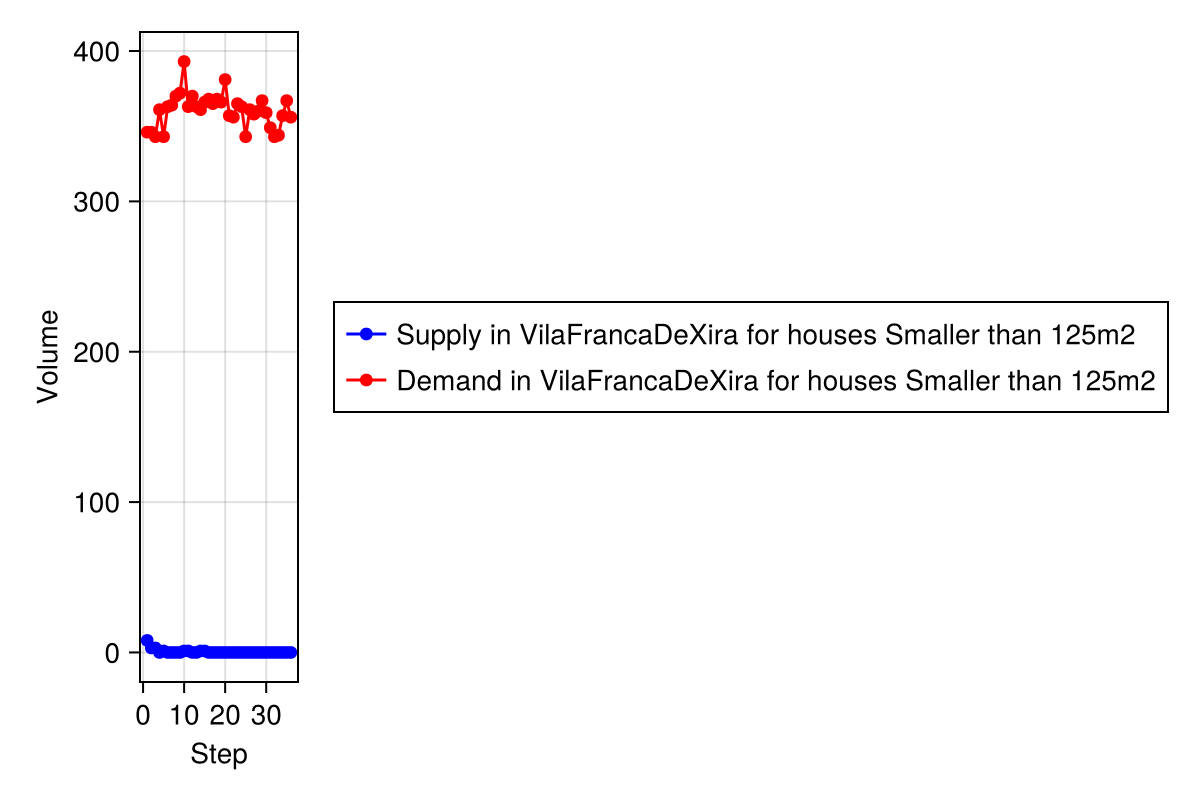 400
300
200
100
0
Volume
0 10 20 30
Step
Supply in VilaFrancaDeXira for houses Smaller than 125m2
Demand in VilaFrancaDeXira for houses Smaller than 125m2